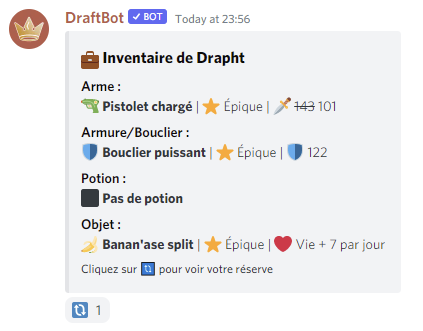 DraftBot ✓ BOT Today at 23:56
Inventaire de Drapht
Arme :
Pistolet chargé | Épique | 143 101
Armure/Bouclier :
Bouclier puissant | Épique | 122
Potion :
Pas de potion
Objet :
Banan'ase split | Épique | Vie + 7 par jour
Cliquez sur 🔃 pour voir votre réserve
1